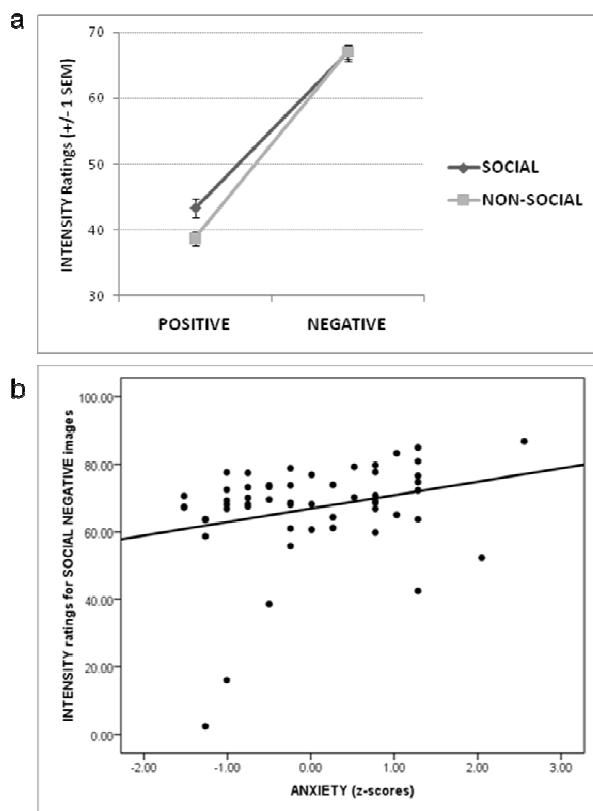 a
70
60
50
40
30
INTENSITY Ratings (+/- 1 SEM)
POSITIVE
NEGATIVE
SOCIAL
NON-SOCIAL
b
100.00
80.00
60.00
40.00
20.00
0.00
INTENSITY ratings for SOCIAL NEGATIVE images
-2.00
-1.00
0.00
1.00
2.00
3.00
ANXIETY (z-scores)